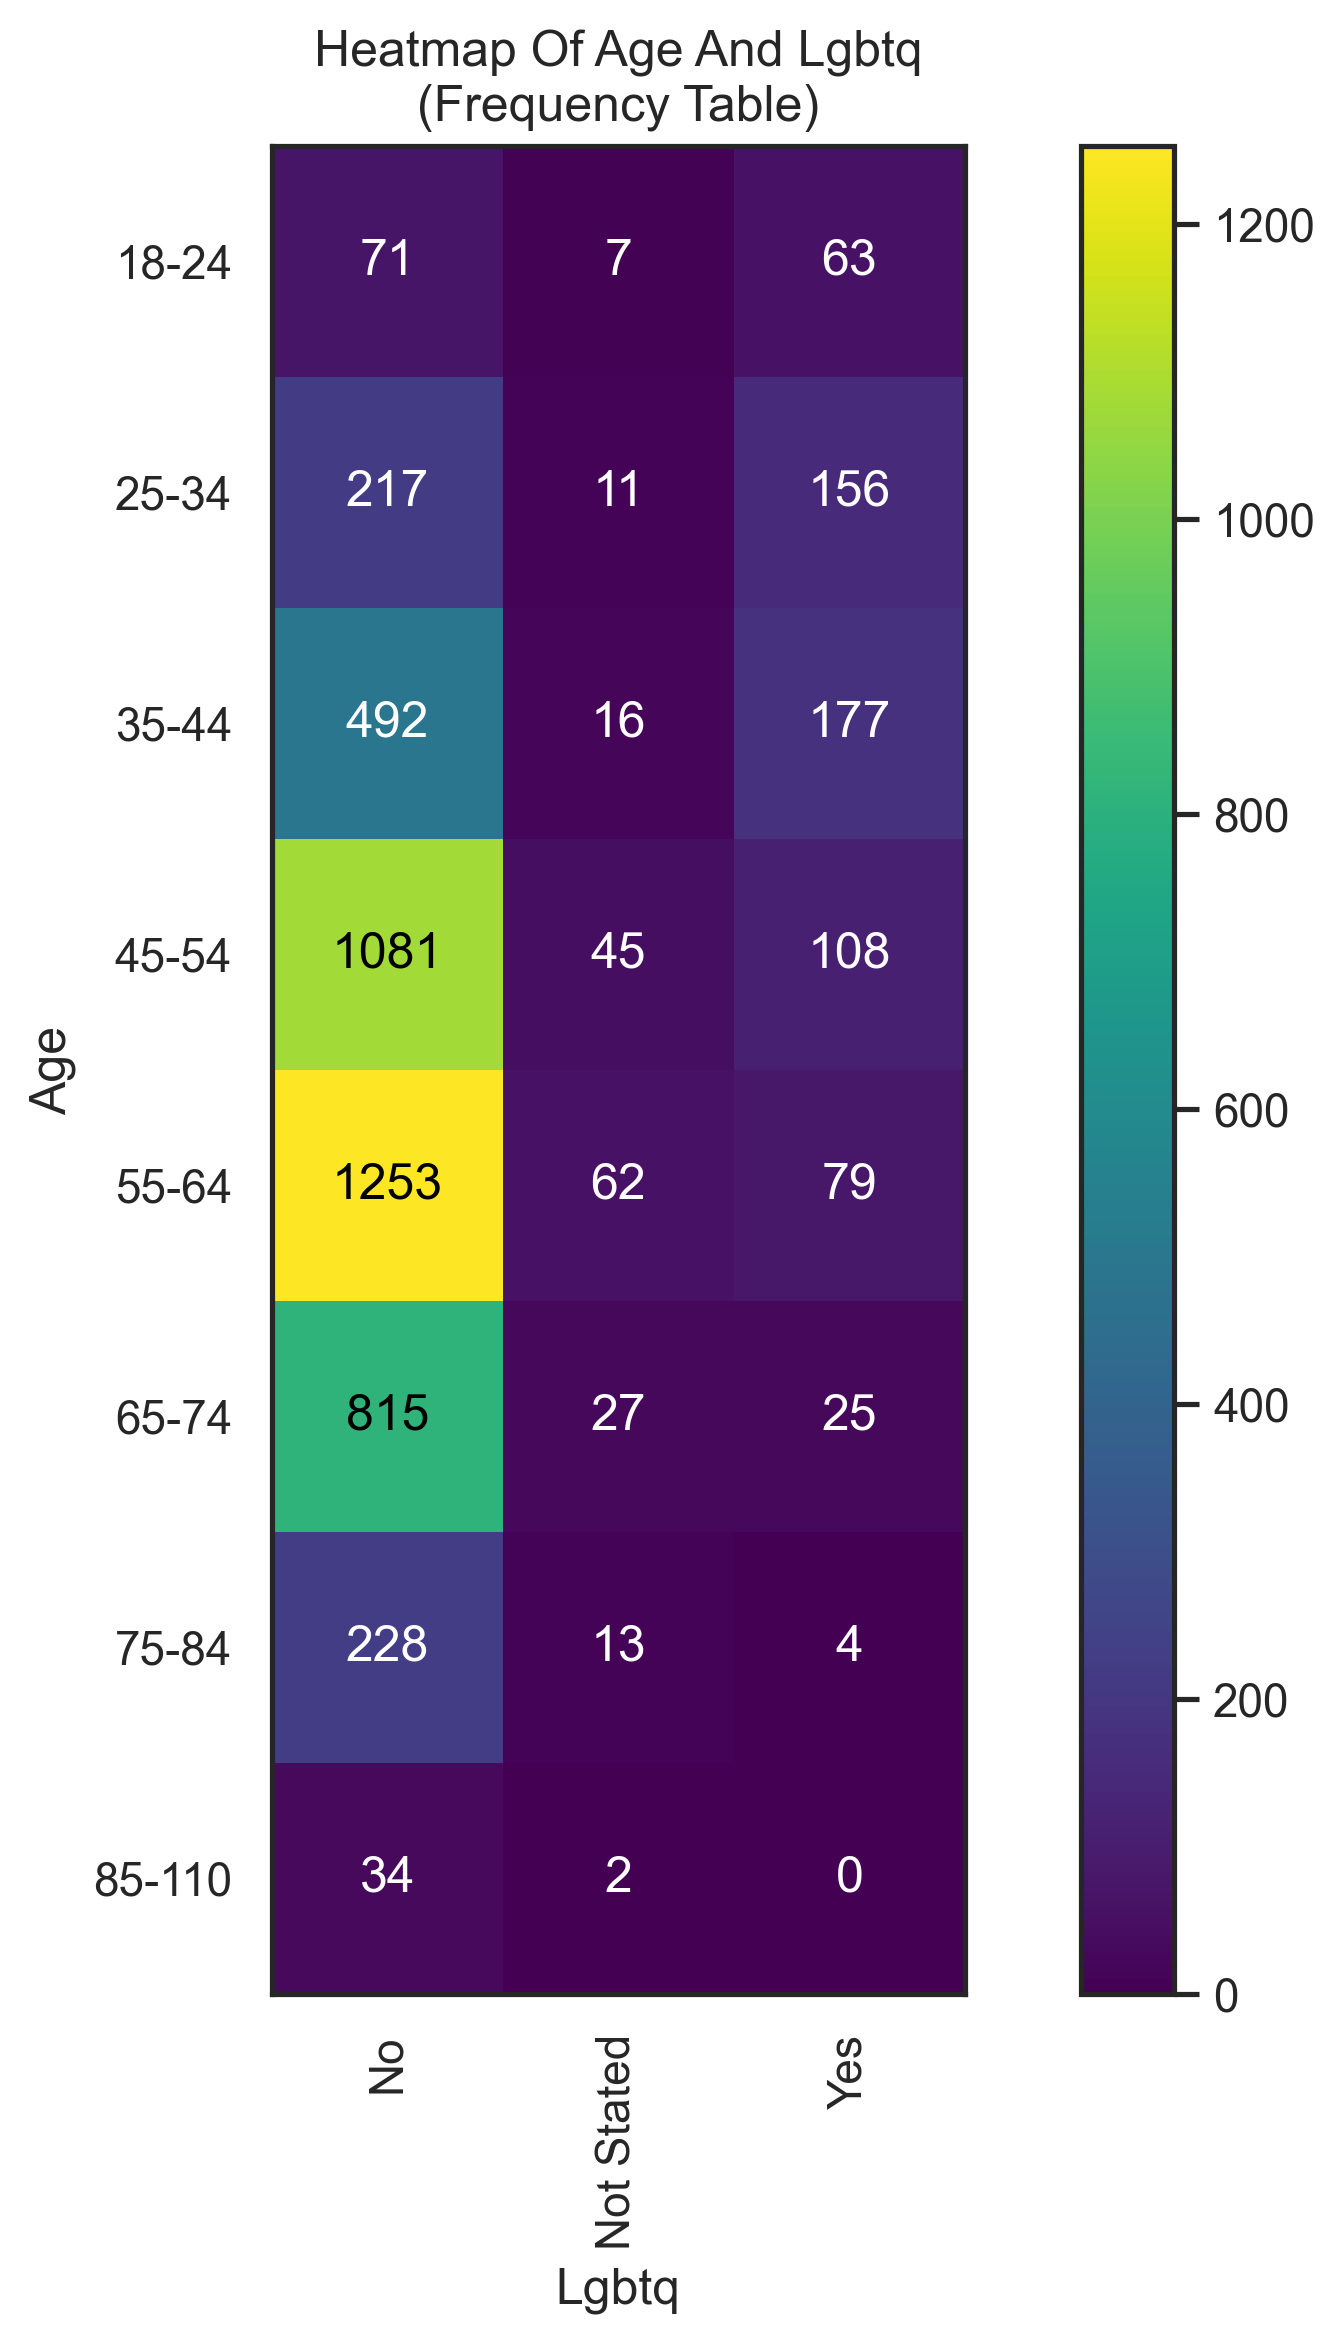 Heatmap Of Age And Lgbtq
(Frequency Table)
18-24 71 7 63
25-34 217 11 156
35-44 492 16 177
45-54 1081 45 108
55-64 1253 62 79
65-74 815 27 25
75-84 228 13 4
85-110 34 2 0
Age
No
Not Stated
Yes
Lgbtq
1200
1000
800
600
400
200
0